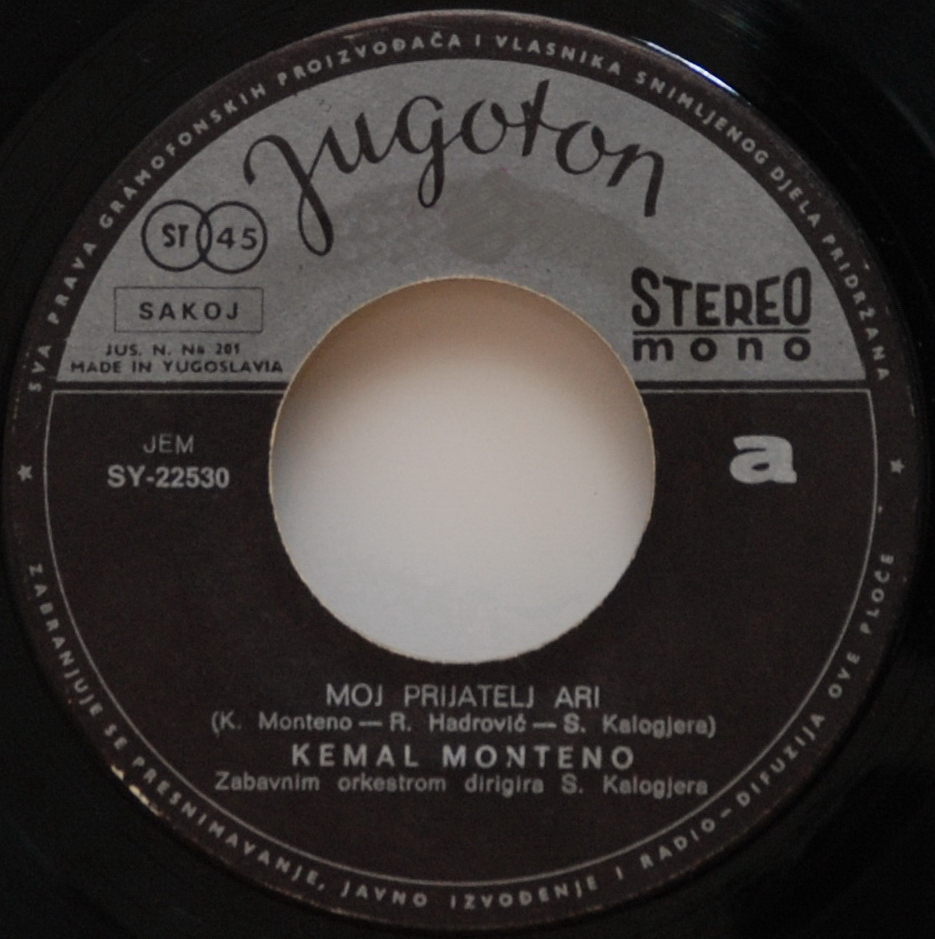 SVA PRAVA GRAMOFONSKIH PROIZVOĐAČA I VLASNIKA SNIMLJENOG DJELA PRIDRŽANA
Jugoton
ST 45
SAKOJ
JUS. N. No 201
MADE IN YUGOSLAVIA
STEREO
mono
JEM
SY-22530
a
MOJ PRIJATELJ ARI
(K. Monteno — R. Hadrović — S. Kalogjera)
KEMAL MONTENO
Zabavnim orkestrom dirigira S. Kalogjera
ZABRANJUJE SE PRESNIMAVANJE, JAVNO IZVOĐENJE I RADIO-DIFUZIJA OVE PLOČE